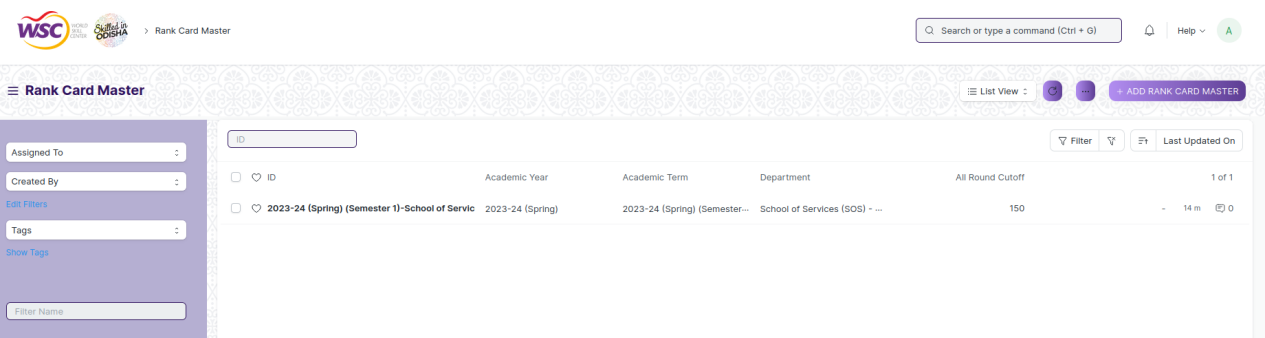 WSC WORLD SKILL CENTER Skilled in ODISHA > Rank Card Master
Search or type a command (Ctrl + G)
Help
A
Rank Card Master
List View
...
+ ADD RANK CARD MASTER
Assigned To
Created By
Edit Filters
Tags
Show Tags
Filter Name
ID
Filter
Last Updated On
ID Academic Year Academic Term Department All Round Cutoff 1 of 1
2023-24 (Spring) (Semester 1)-School of Servic 2023-24 (Spring) 2023-24 (Spring) (Semester... School of Services (SOS) - ... 150 - 14 m 0